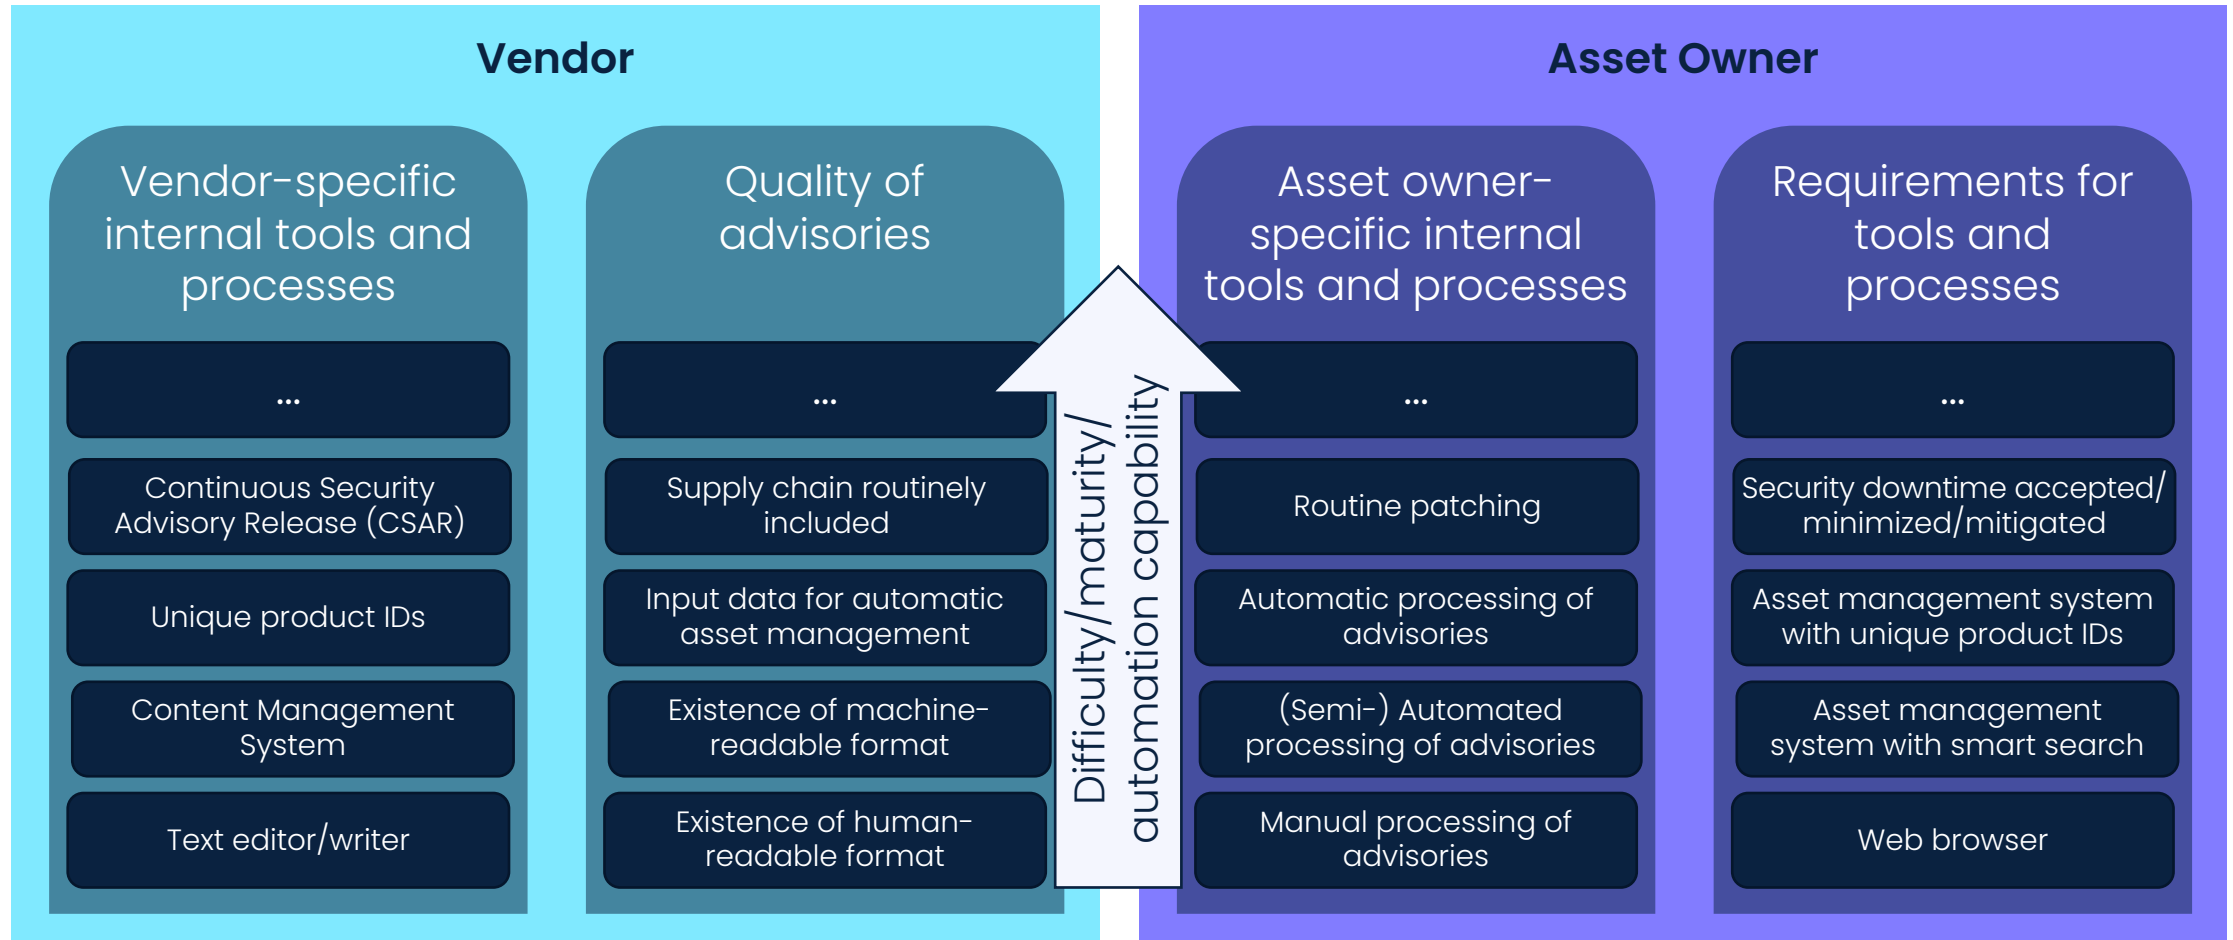 Vendor
Vendor-specific
internal tools and
processes
...
Continuous Security
Advisory Release (CSAR)
Unique product IDs
Content Management
System
Text editor/writer
Quality of
advisories
...
Supply chain routinely
included
Input data for automatic
asset management
Existence of machine-
readable format
Existence of human-
readable format
Difficulty/maturity/
automation capability
Asset Owner
Asset owner-
specific internal
tools and processes
...
Routine patching
Automatic processing of
advisories
(Semi-) Automated
processing of advisories
Manual processing of
advisories
Requirements for
tools and
processes
...
Security downtime accepted/
minimized/mitigated
Asset management system
with unique product IDs
Asset management
system with smart search
Web browser